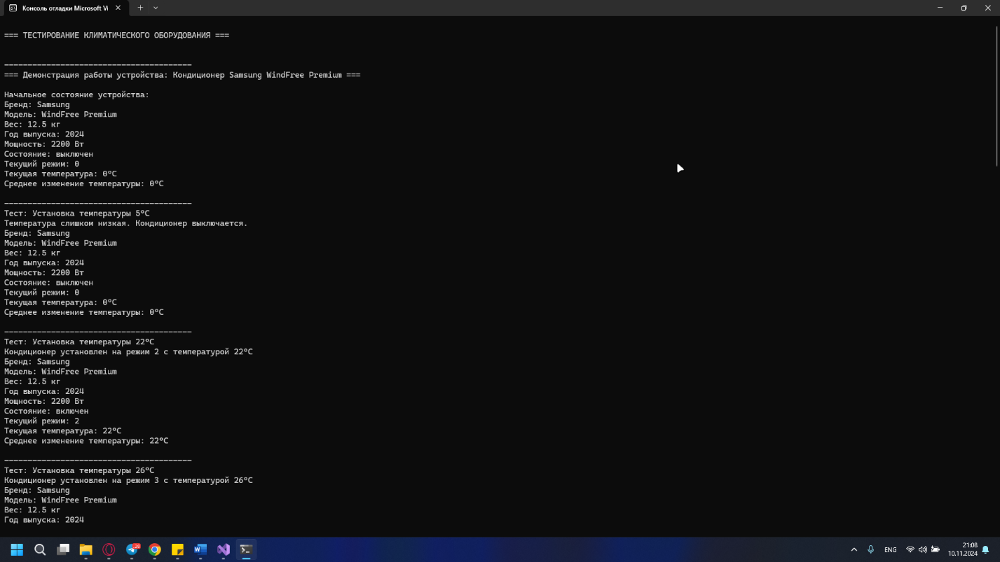 Консоль отладки Microsoft Vi
=== ТЕСТИРОВАНИЕ КЛИМАТИЧЕСКОГО ОБОРУДОВАНИЯ ===
----------------------------------------
=== Демонстрация работы устройства: Кондиционер Samsung WindFree Premium ===
Начальное состояние устройства:
Бренд: Samsung
Модель: WindFree Premium
Вес: 12.5 кг
Год выпуска: 2024
Мощность: 2200 Вт
Состояние: выключен
Текущий режим: 0
Текущая температура: 0°C
Среднее изменение температуры: 0°C
----------------------------------------
Тест: Установка температуры 5°C
Температура слишком низкая. Кондиционер выключается.
Бренд: Samsung
Модель: WindFree Premium
Вес: 12.5 кг
Год выпуска: 2024
Мощность: 2200 Вт
Состояние: выключен
Текущий режим: 0
Текущая температура: 0°C
Среднее изменение температуры: 0°C
----------------------------------------
Тест: Установка температуры 22°C
Кондиционер установлен на режим 2 с температурой 22°C
Бренд: Samsung
Модель: WindFree Premium
Вес: 12.5 кг
Год выпуска: 2024
Мощность: 2200 Вт
Состояние: включен
Текущий режим: 2
Текущая температура: 22°C
Среднее изменение температуры: 22°C
----------------------------------------
Тест: Установка температуры 26°C
Кондиционер установлен на режим 3 с температурой 26°C
Бренд: Samsung
Модель: WindFree Premium
Вес: 12.5 кг
Год выпуска: 2024
ENG
21:08
10.11.2024